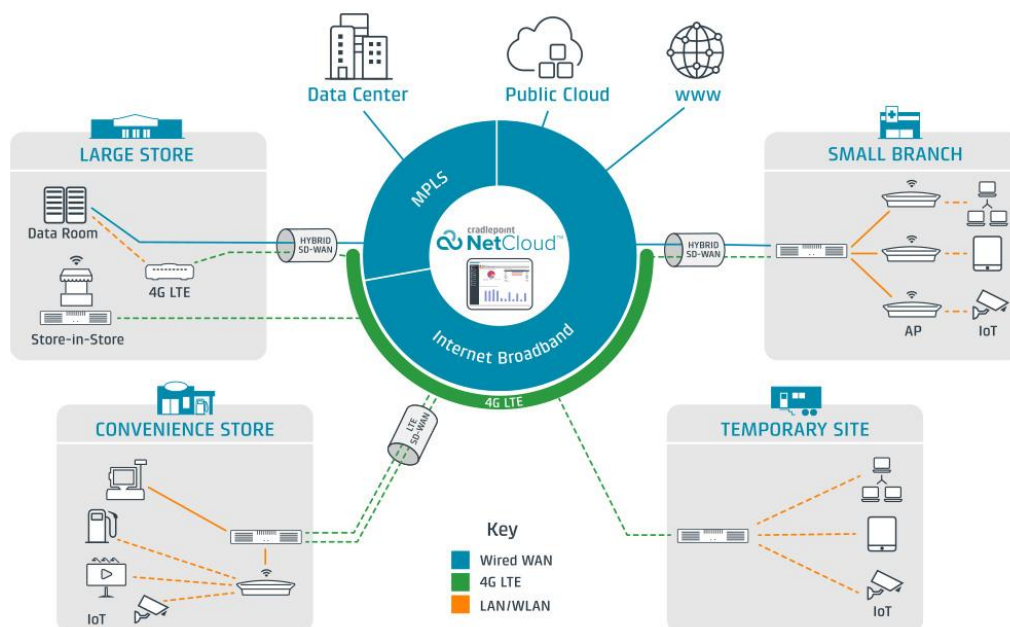 Data Center
Public Cloud
www
LARGE STORE
Data Room
4G LTE
Store-in-Store
HYBRID
SD-WAN
MPLS
cradlepoint
NetCloud™
Internet Broadband
4G LTE
HYBRID
SD-WAN
SMALL BRANCH
AP
IoT
CONVENIENCE STORE
IoT
LTE
SD-WAN
TEMPORARY SITE
IoT
Key
Wired WAN
4G LTE
LAN/WLAN